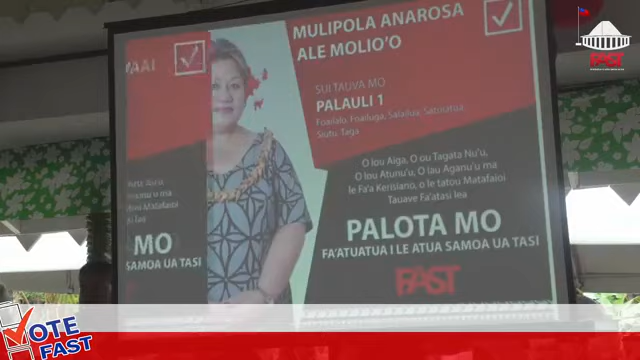 MULIPOLA ANAROSA
ALE MOLIO'O
SUI TAUVA MO
PALAULI 1
Foailalo, Foailuga, Salailua, Satuiatua,
Siutu, Taga
O lou Aiga, O ou Tagata Nu'u,
O lou Atunu'u, O lau Aganu'u ma
le Fa'a Kerisiano, o le tatou Matafaioi
Tauave Fa'atasi lea
PALOTA MO
FA'ATUATUA I LE ATUA SAMOA UA TASI
FAST
MO
SAMOA UA TASI
FAST
VOTE
FAST